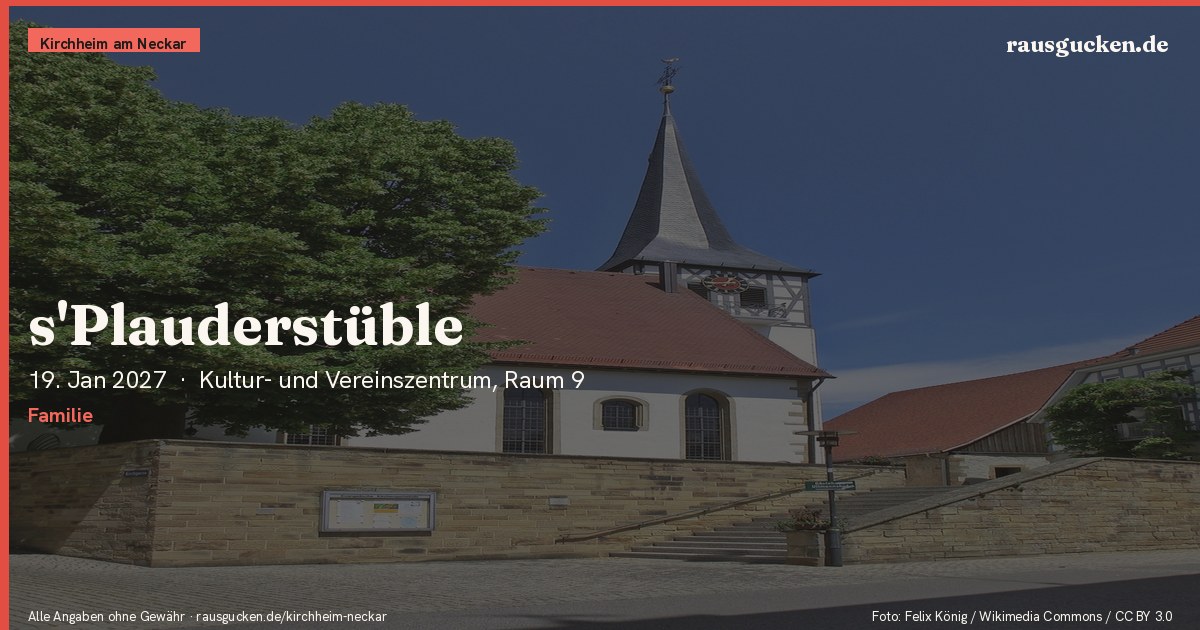 Kirchheim am Neckar
rausgucken.de
s'Plauderstüble
19. Jan 2027 · Kultur- und Vereinszentrum, Raum 9
Familie
Alle Angaben ohne Gewähr · rausgucken.de/kirchheim-neckar
Foto: Felix König / Wikimedia Commons / CC BY 3.0